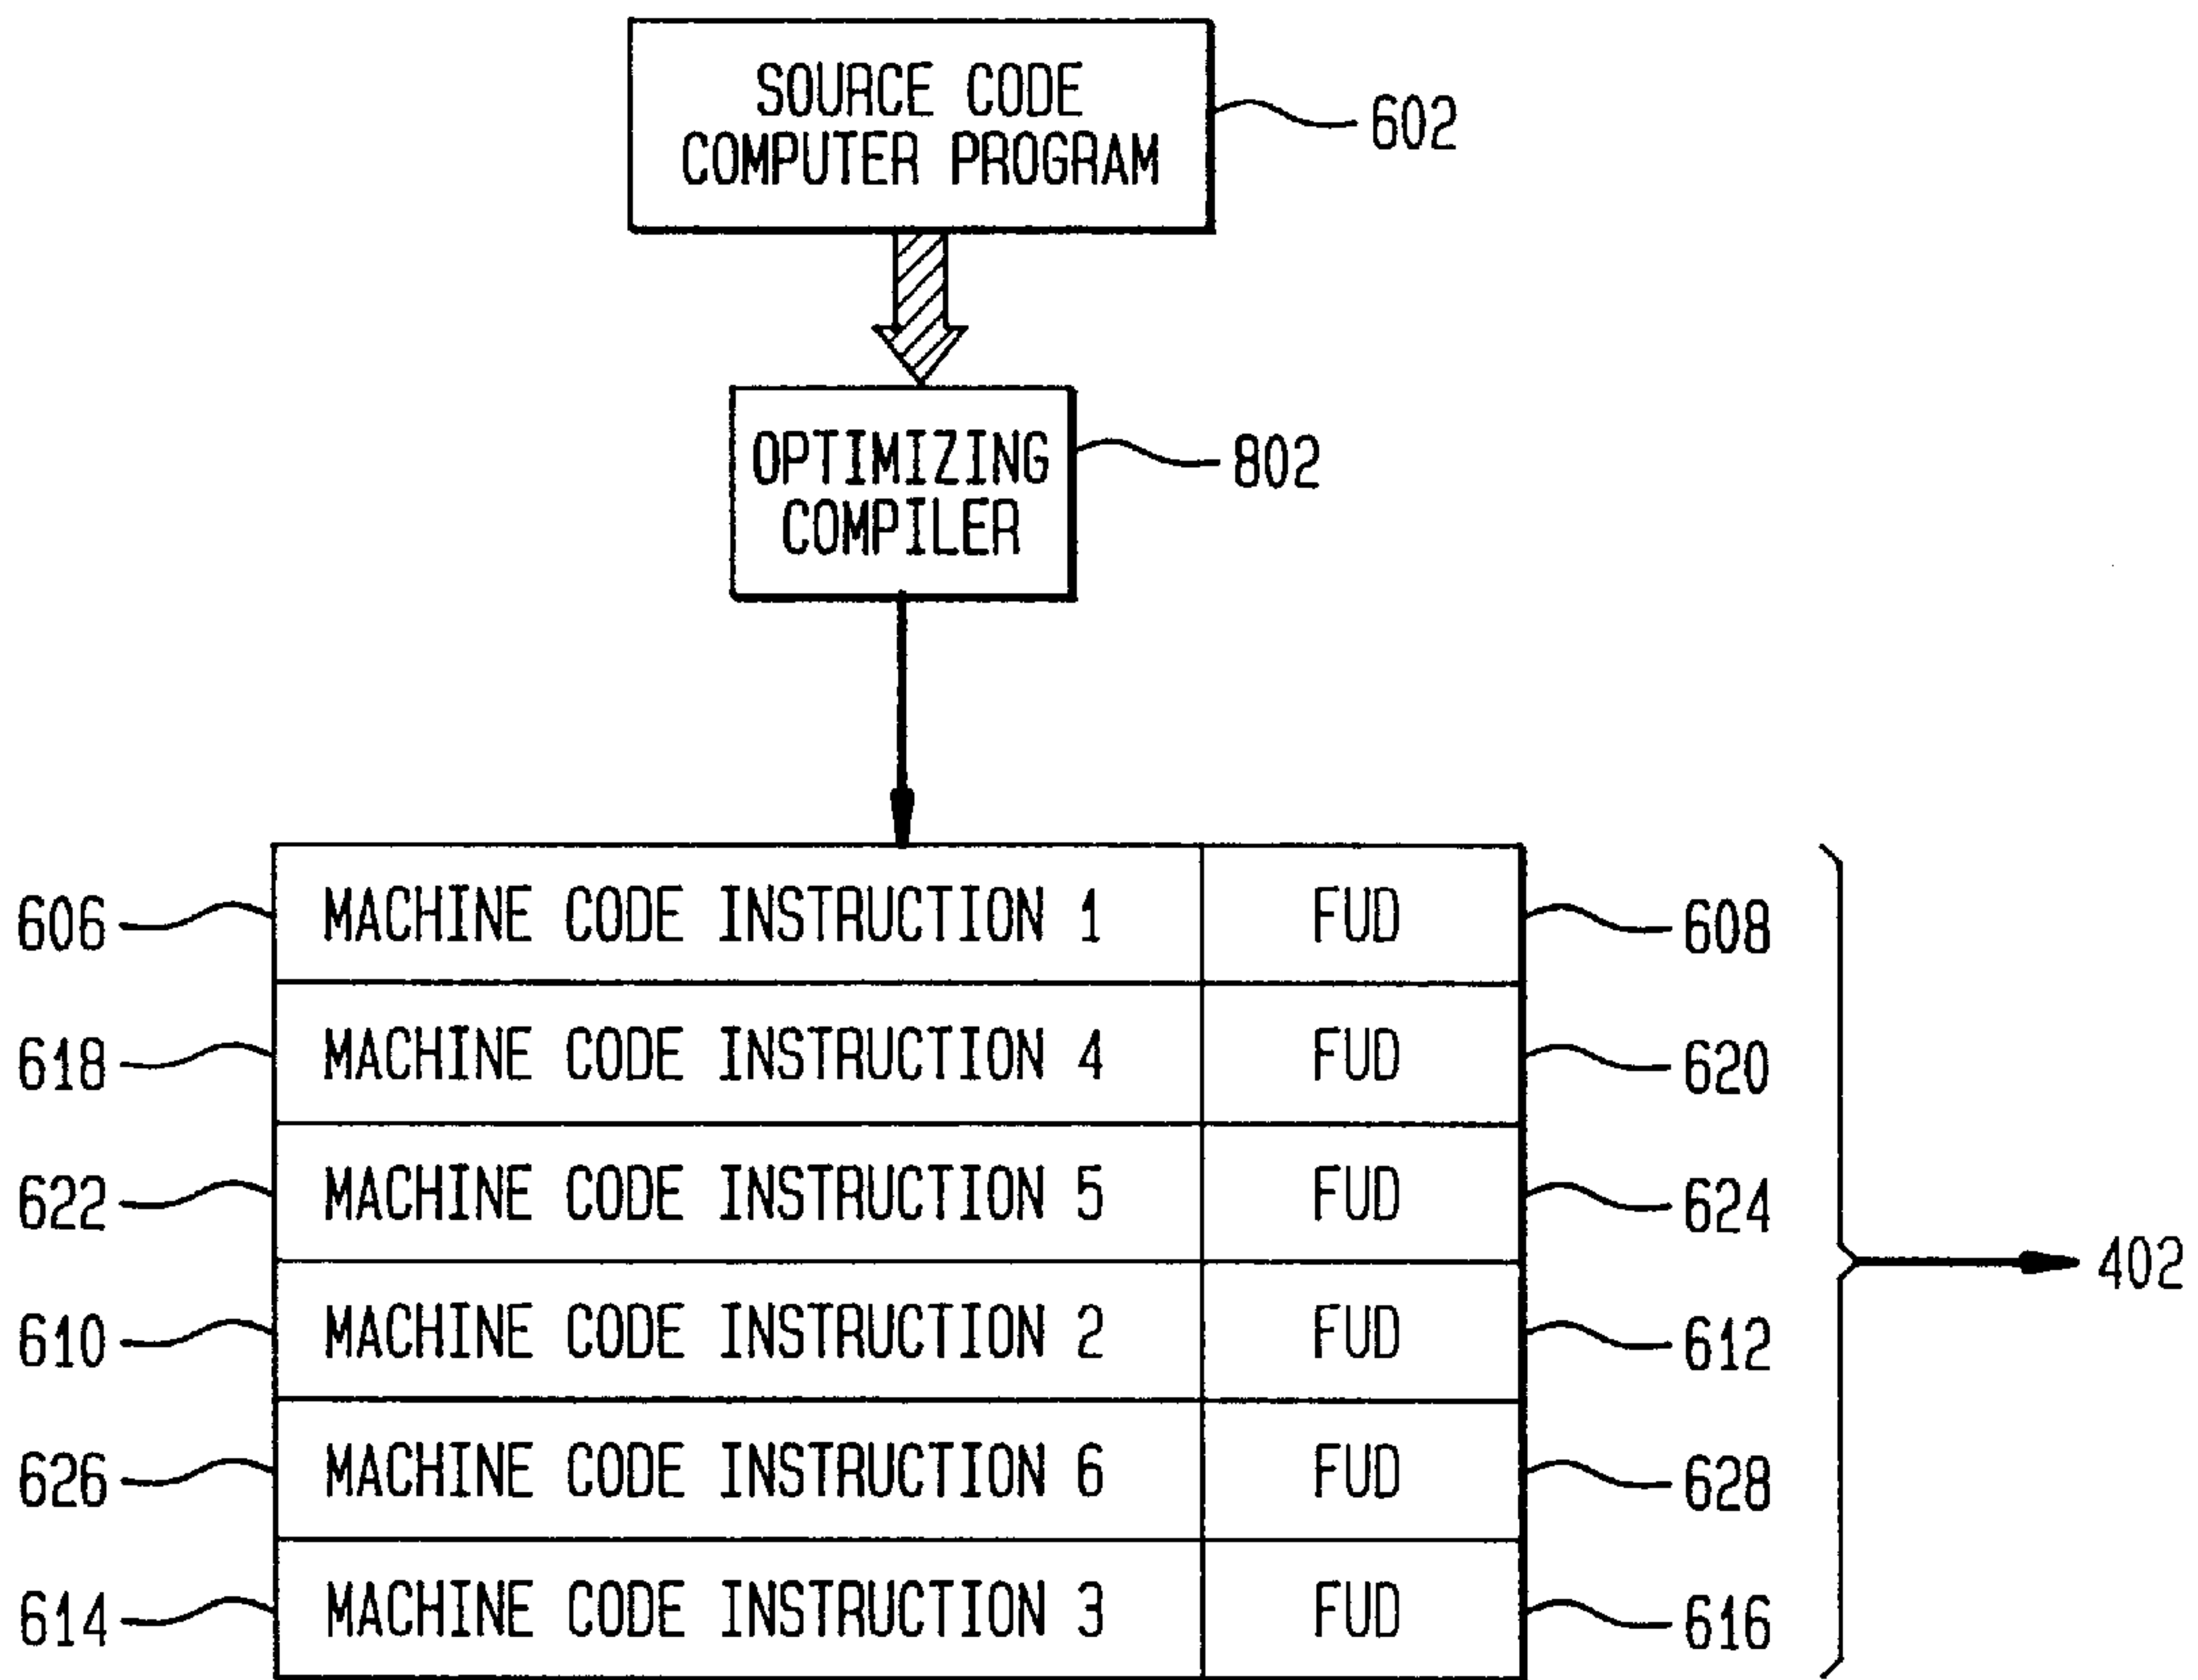 SOURCE CODE
COMPUTER PROGRAM
602
OPTIMIZING
COMPILER
802
606 MACHINE CODE INSTRUCTION 1 FUD 608
618 MACHINE CODE INSTRUCTION 4 FUD 620
622 MACHINE CODE INSTRUCTION 5 FUD 624
402
610 MACHINE CODE INSTRUCTION 2 FUD 612
626 MACHINE CODE INSTRUCTION 6 FUD 628
614 MACHINE CODE INSTRUCTION 3 FUD 616